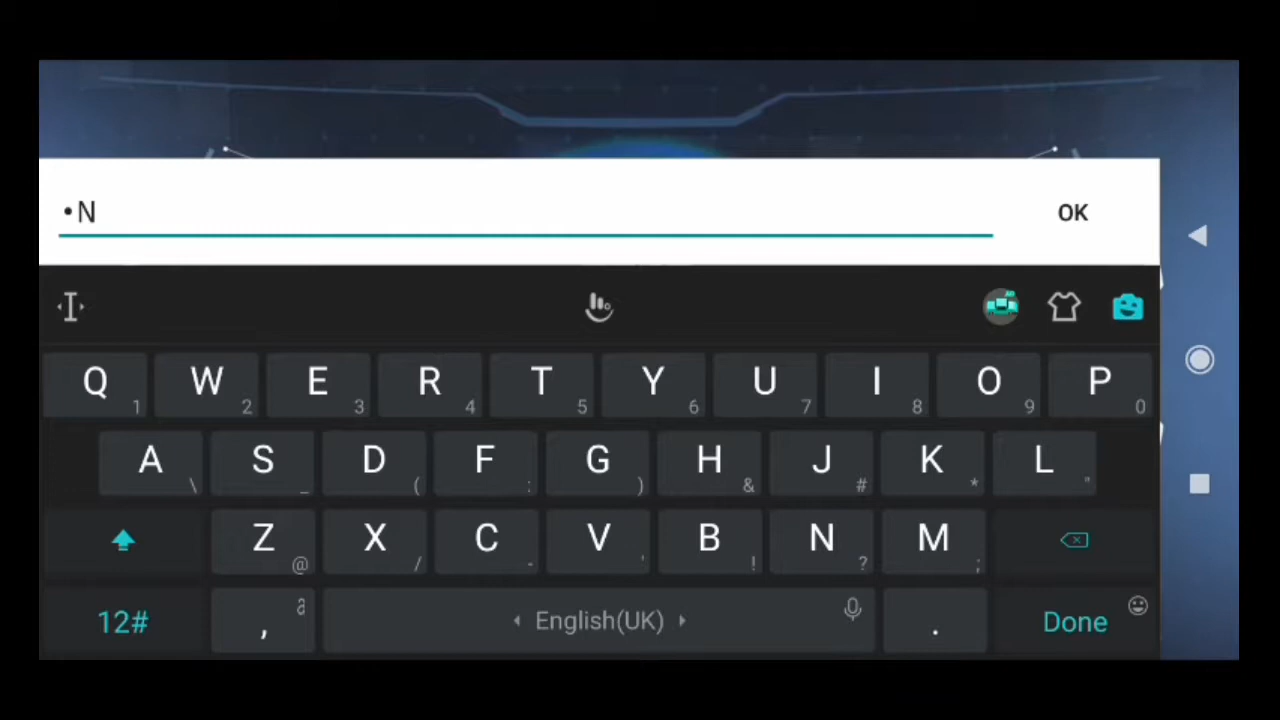 •N
OK
Q 1 W 2 E 3 R 4 T 5 Y 6 U 7 I 8 O 9 P 0
A \ S _ D ( F : G ) H & J # K * L "
Z @ X / C - V ' B ! N ? M ;
12# , a English(UK) . Done